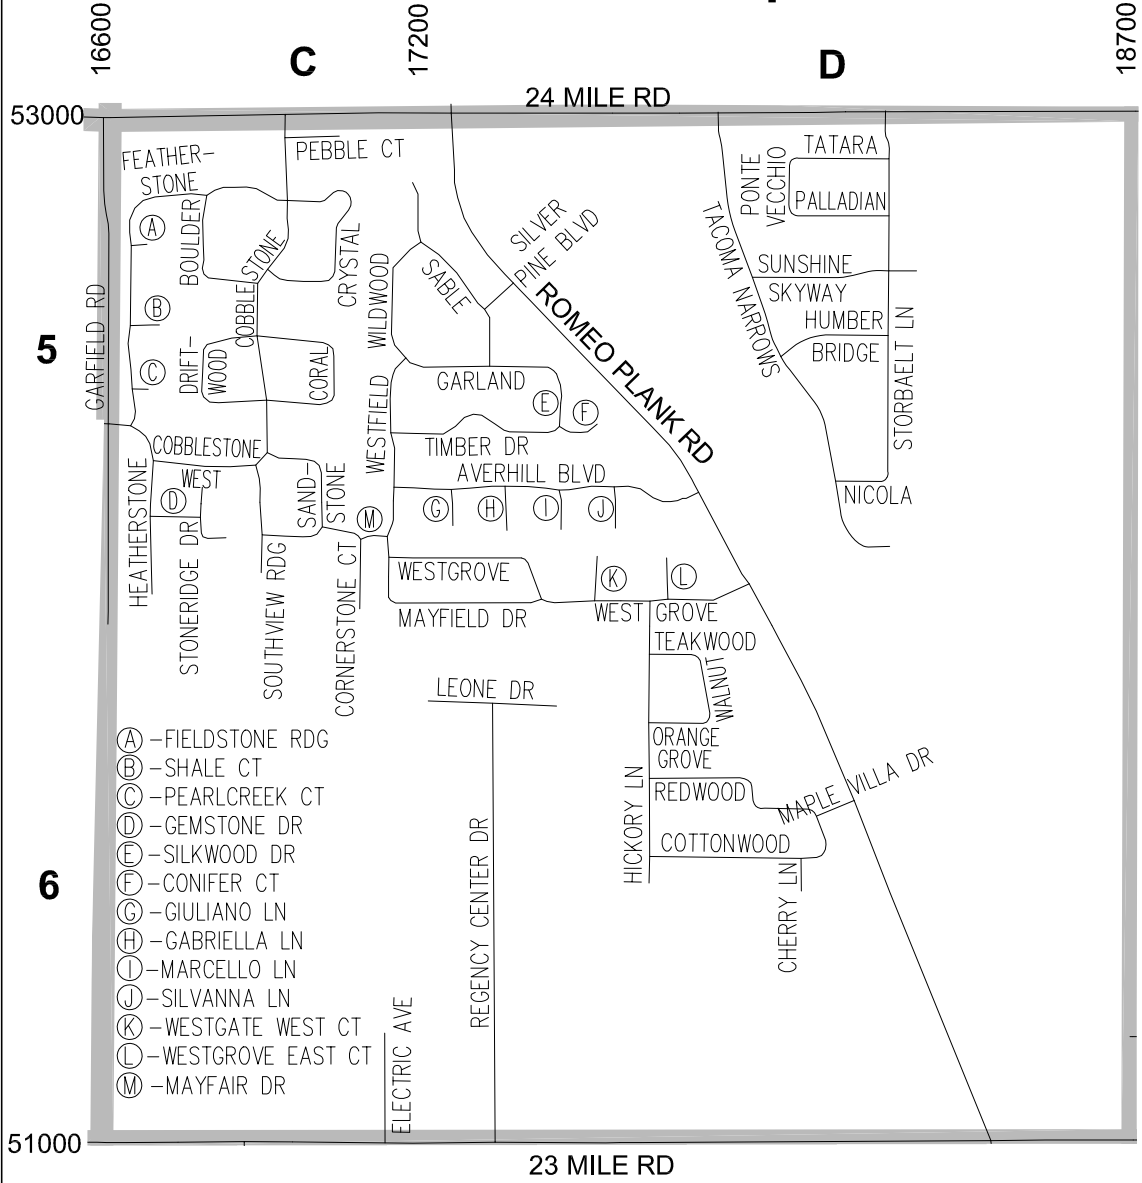 16600
17200
18700
C
D
53000
24 MILE RD
FEATHER-
STONE
PEBBLE CT
TATARA
PONTE
VECCHIO
PALLADIAN
BOULDER
COBBLE
STONE
CRYSTAL
SILVER
PINE BLVD
TACOMA NARROWS
SUNSHINE
SKYWAY
HUMBER
BRIDGE
STORBAELT LN
NICOLA
WILDWOOD
SABLE
ROMEO PLANK RD
5
GARFIELD RD
A
B
C
DRIFT-
WOOD
CORAL
GARLAND
E
F
WESTFIELD
TIMBER DR
AVERHILL BLVD
COBBLESTONE
WEST
D
HEATHERSTONE
STONERIDGE DR
SAND-
STONE
SOUTHVIEW RDG
M
CORNERSTONE CT
G
H
I
J
WESTGROVE
MAYFIELD DR
K
L
WEST GROVE
TEAKWOOD
WALNUT
ORANGE
GROVE
HICKORY LN
REDWOOD
MAPLE VILLA DR
COTTONWOOD
CHERRY LN
LEONE DR
REGENCY CENTER DR
ELECTRIC AVE
6
A -FIELDSTONE RDG
B -SHALE CT
C -PEARLCREEK CT
D -GEMSTONE DR
E -SILKWOOD DR
F -CONIFER CT
G -GIULIANO LN
H -GABRIELLA LN
I -MARCELLO LN
J -SILVANNA LN
K -WESTGATE WEST CT
L -WESTGROVE EAST CT
M -MAYFAIR DR
51000
23 MILE RD